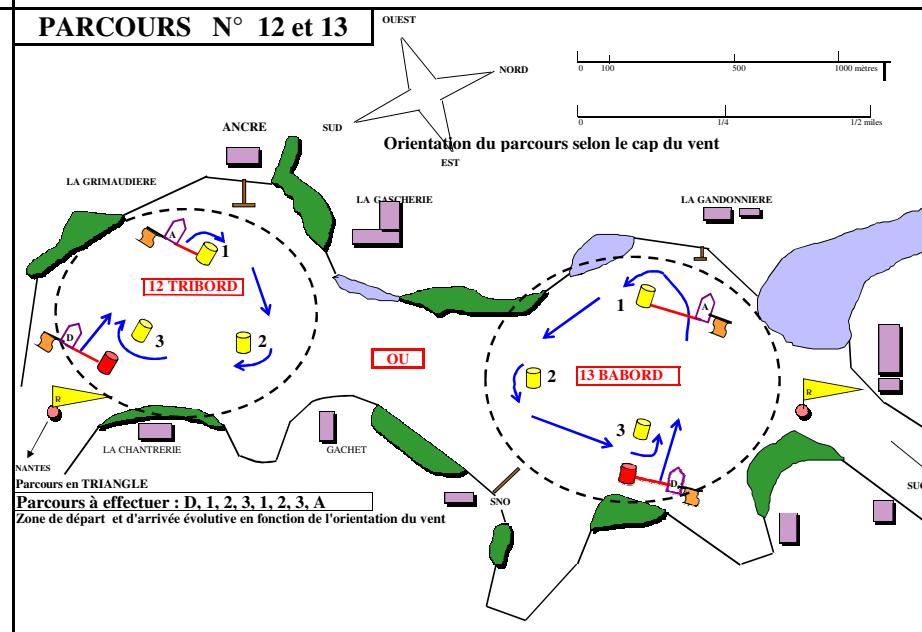 PARCOURS N° 12 et 13
OUEST
NORD
SUD
EST
0 100 500 1000 mètres
0 1/4 1/2 miles
Orientation du parcours selon le cap du vent
ANCRE
LA GRIMAUDIERE
LA GASCHERIE
LA GANDONNIERE
A
1
12 TRIBORD
D
3
2
OU
1
A
2
13 BABORD
3
D
R
R
LA CHANTRERIE
GACHET
NANTES
SNO
SUC
Parcours en TRIANGLE
Parcours à effectuer : D, 1, 2, 3, 1, 2, 3, A
Zone de départ et d'arrivée évolutive en fonction de l'orientation du vent